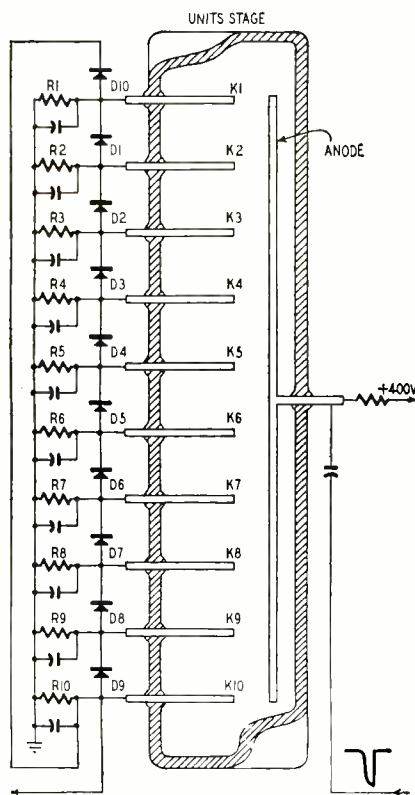 UNITS STAGE
R1 D10 K1
ANODE
R2 D1 K2
R3 D2 K3
R4 D3 K4
R5 D4 K5
+400V
R6 D5 K6
R7 D6 K7
R8 D7 K8
R9 D8 K9
R10 D9 K10